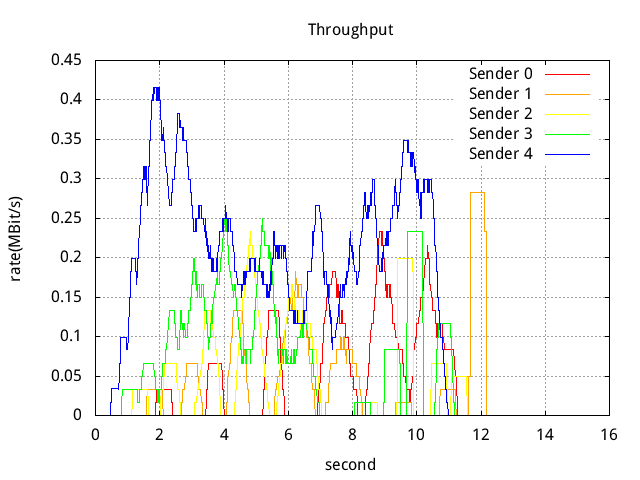 Throughput
0.45
0.4
0.35
0.3
0.25
0.2
0.15
0.1
0.05
0
rate(MBit/s)
Sender 0
Sender 1
Sender 2
Sender 3
Sender 4
0 2 4 6 8 10 12 14 16
second